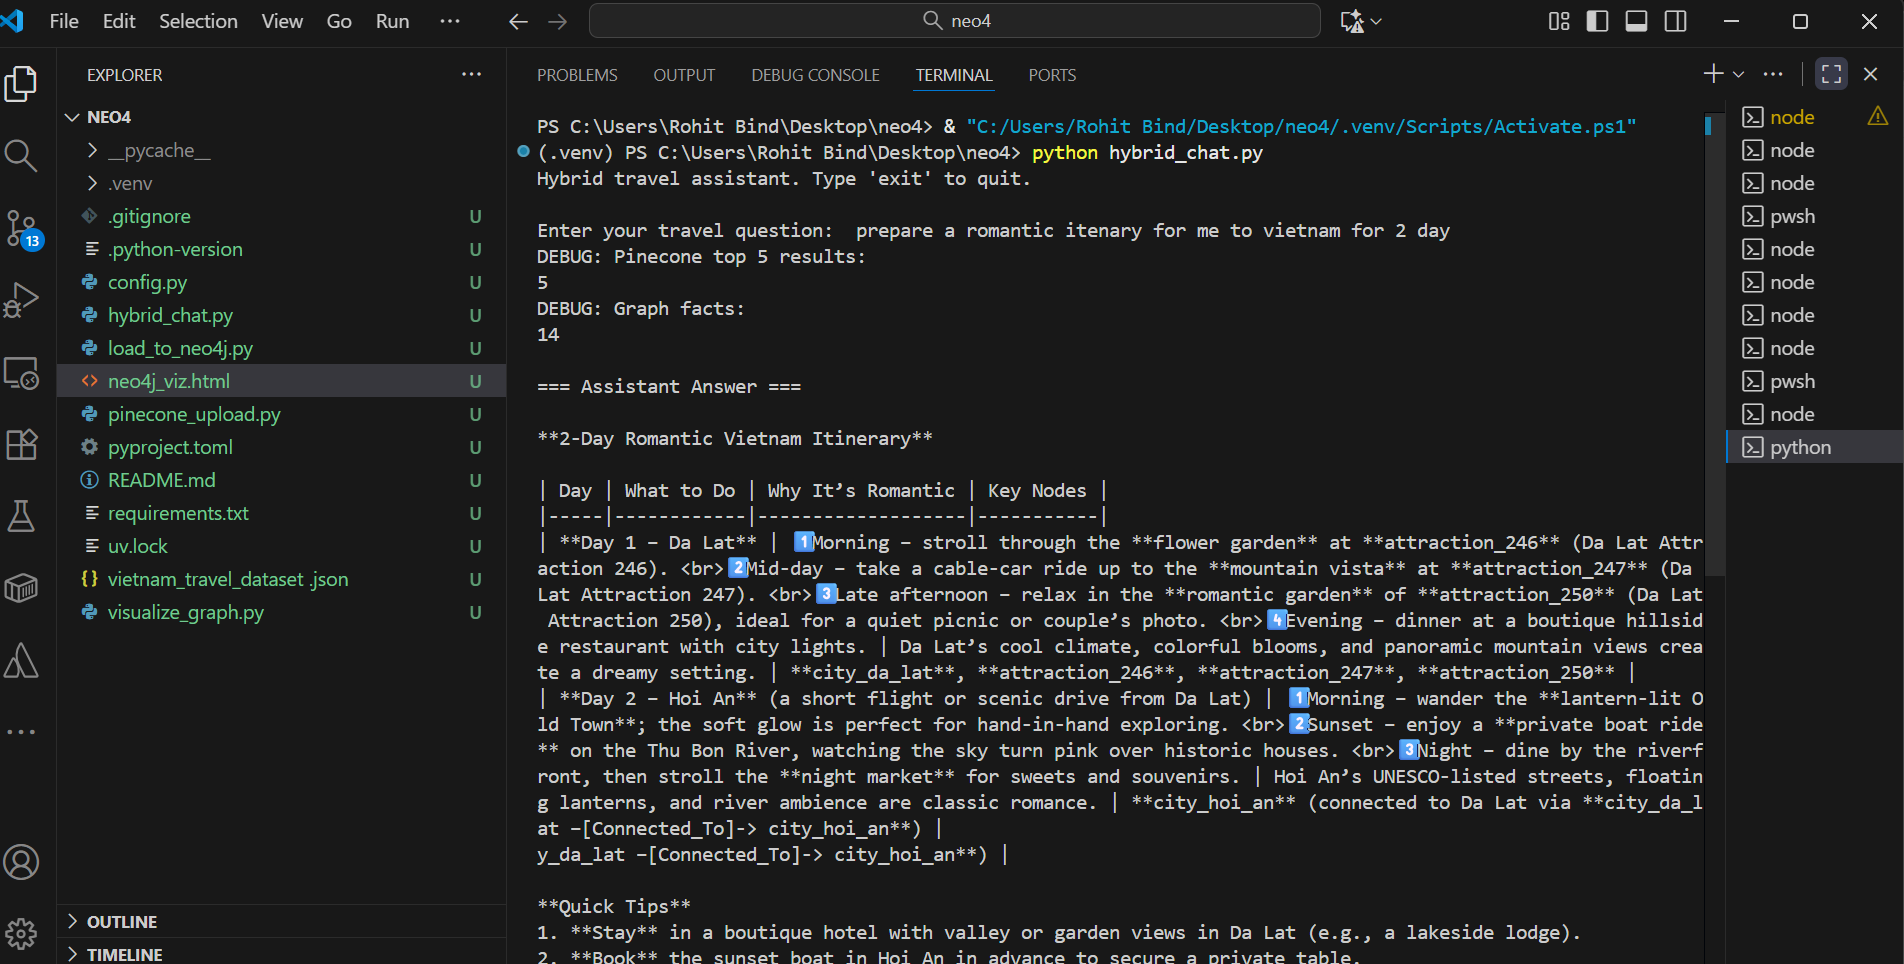 File Edit Selection View Go Run ···
neo4
EXPLORER
NEO4
__pycache__
.venv
.gitignore U
.python-version U
config.py U
hybrid_chat.py U
load_to_neo4j.py U
neo4j_viz.html U
pinecone_upload.py U
pyproject.toml U
README.md U
requirements.txt U
uv.lock U
vietnam_travel_dataset .json U
visualize_graph.py U
OUTLINE
TIMELINE
13
PROBLEMS OUTPUT DEBUG CONSOLE TERMINAL PORTS
PS C:\Users\Rohit Bind\Desktop\neo4> & "C:/Users/Rohit Bind/Desktop/neo4/.venv/Scripts/Activate.ps1"
(.venv) PS C:\Users\Rohit Bind\Desktop\neo4> python hybrid_chat.py
Hybrid travel assistant. Type 'exit' to quit.
Enter your travel question:  prepare a romantic itenary for me to vietnam for 2 day
DEBUG: Pinecone top 5 results:
5
DEBUG: Graph facts:
14
=== Assistant Answer ===
**2-Day Romantic Vietnam Itinerary**
| Day | What to Do | Why It’s Romantic | Key Nodes |
|-----|------------|-------------------|-----------|
| **Day 1 – Da Lat** | 1️⃣Morning – stroll through the **flower garden** at **attraction_246** (Da Lat Attr
action 246). <br>2️⃣Mid-day – take a cable-car ride up to the **mountain vista** at **attraction_247** (Da
Lat Attraction 247). <br>3️⃣Late afternoon – relax in the **romantic garden** of **attraction_250** (Da Lat
 Attraction 250), ideal for a quiet picnic or couple’s photo. <br>4️⃣Evening – dinner at a boutique hillsid
e restaurant with city lights. | Da Lat’s cool climate, colorful blooms, and panoramic mountain views crea
te a dreamy setting. | **city_da_lat**, **attraction_246**, **attraction_247**, **attraction_250** |
| **Day 2 – Hoi An** (a short flight or scenic drive from Da Lat) | 1️⃣Morning – wander the **lantern-lit O
ld Town**; the soft glow is perfect for hand-in-hand exploring. <br>2️⃣Sunset – enjoy a **private boat ride
** on the Thu Bon River, watching the sky turn pink over historic houses. <br>3️⃣Night – dine by the riverf
ront, then stroll the **night market** for sweets and souvenirs. | Hoi An’s UNESCO-listed streets, floatin
g lanterns, and river ambience are classic romance. | **city_hoi_an** (connected to Da Lat via **city_da_l
at –[Connected_To]-> city_hoi_an**) |
y_da_lat –[Connected_To]-> city_hoi_an**) |
**Quick Tips**
1. **Stay** in a boutique hotel with valley or garden views in Da Lat (e.g., a lakeside lodge).
2. **Book** the sunset boat in Hoi An in advance to secure a private table.
node
node
node
pwsh
node
node
node
node
pwsh
node
python